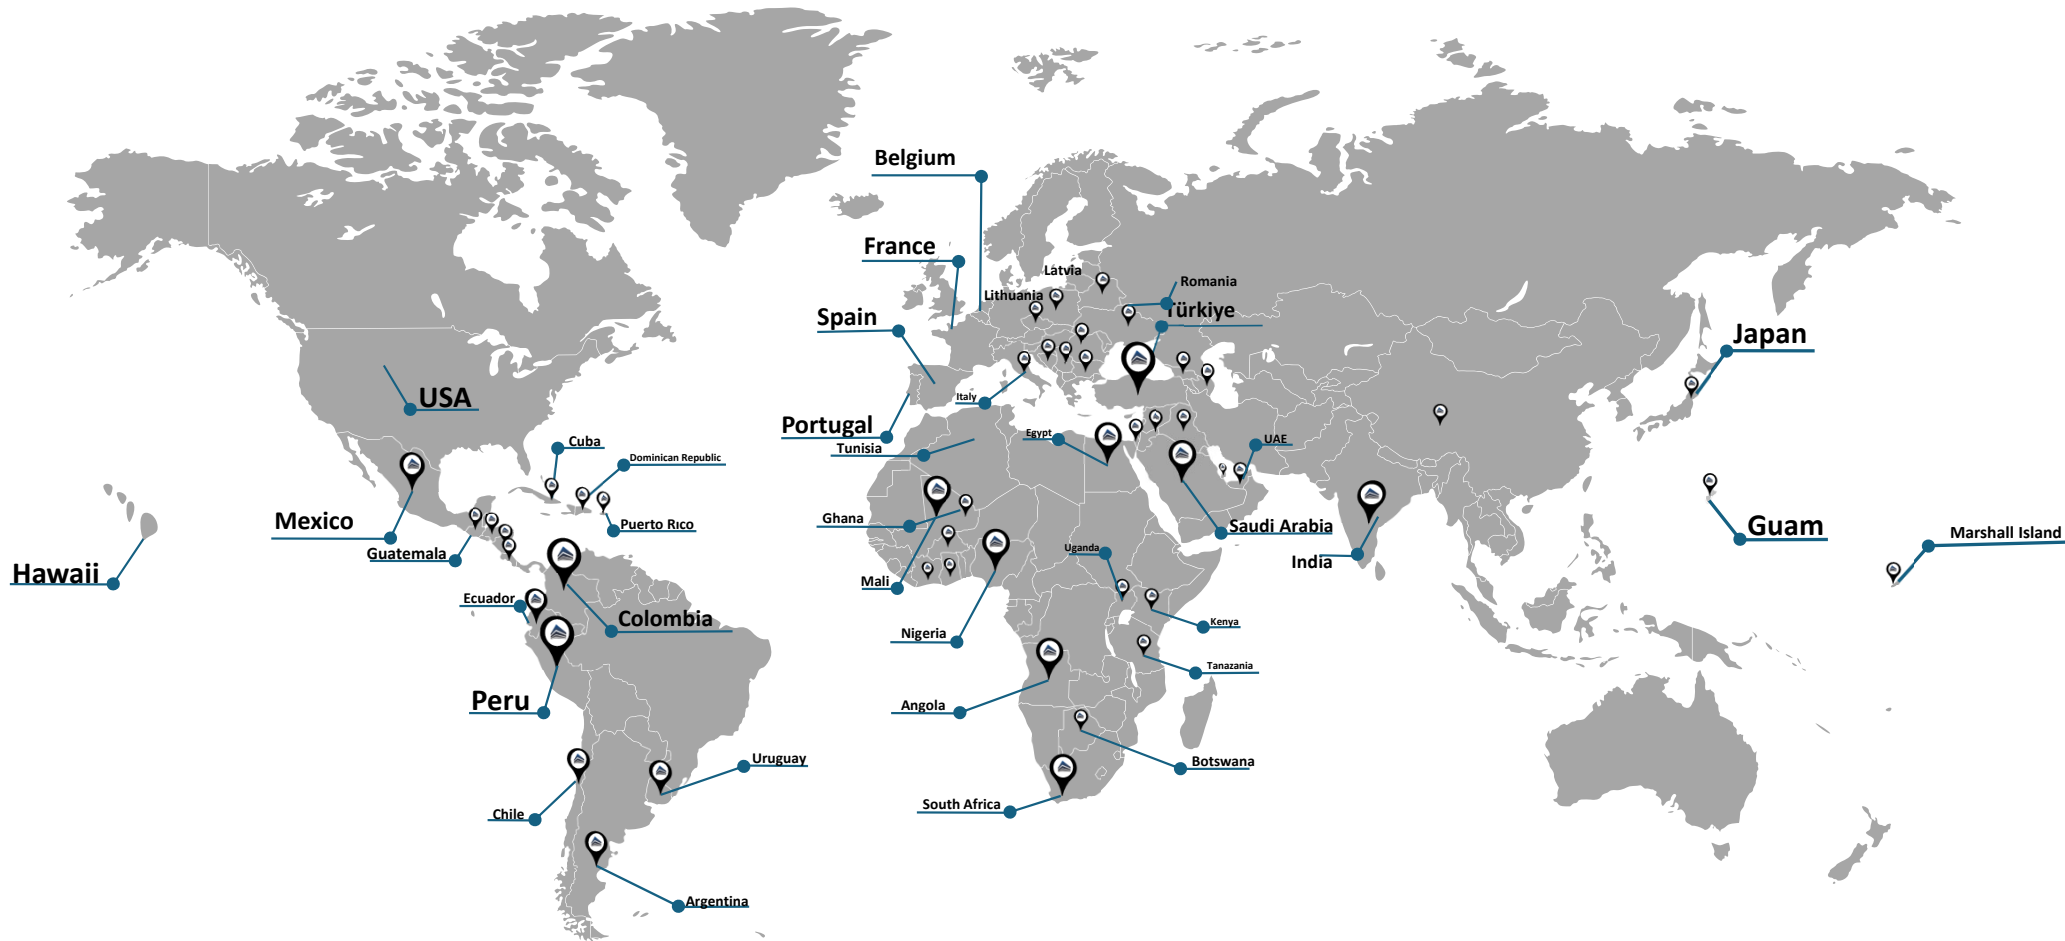 Belgium
France
Latvia
Romania
Lithuania
Türkiye
Spain
Japan
USA
Italy
Portugal
Tunisia
Egypt
UAE
Cuba
Dominican Republic
Mexico
Puerto Rıco
Ghana
Saudi Arabia
Guam
Marshall Island
Guatemala
Uganda
India
Hawaii
Mali
Ecuador
Colombia
Nigeria
Kenya
Tanazania
Peru
Angola
Uruguay
Botswana
Chile
South Africa
Argentina